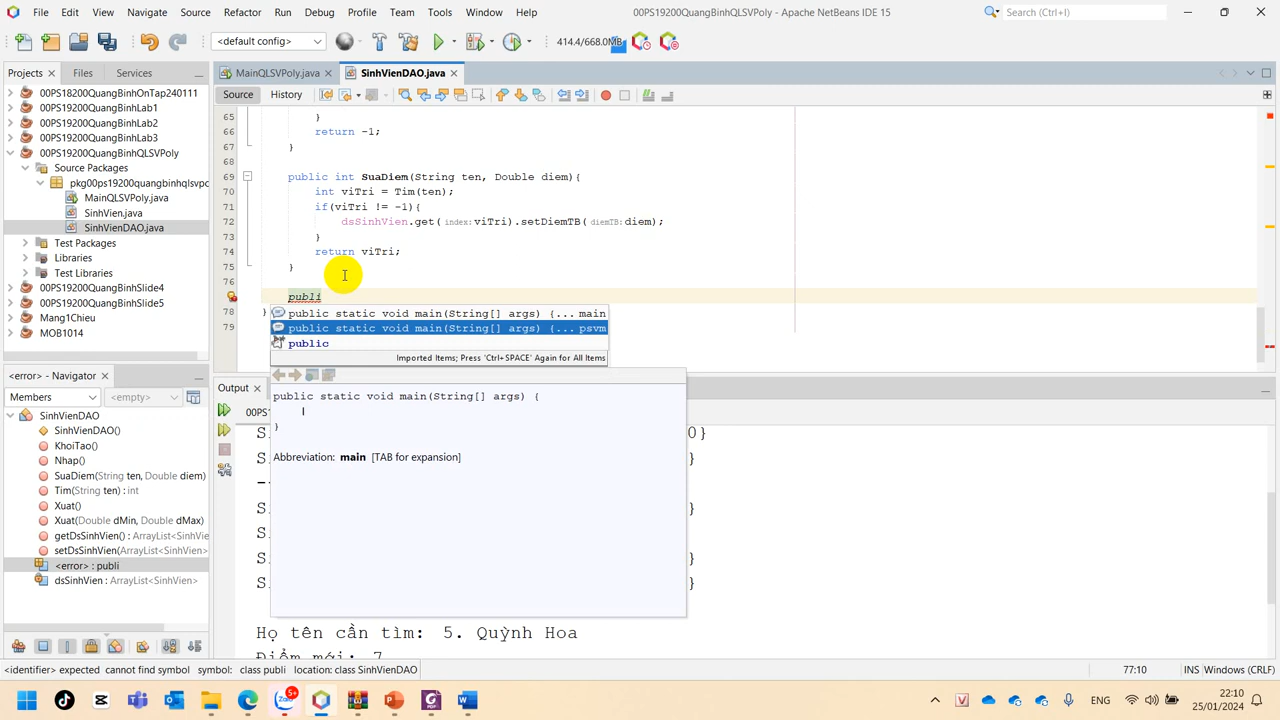 File Edit View Navigate Source Refactor Run Debug Profile Team Tools Window Help
00PS19200QuangBinhQLSVPoly - Apache NetBeans IDE 15
Search (Ctrl+I)
<default config>
414.4/668.0MB
Projects Files Services
MainQLSVPoly.java SinhVienDAO.java
Source History
00PS18200QuangBinhOnTap240111
00PS19200QuangBinhLab1
00PS19200QuangBinhLab2
00PS19200QuangBinhLab3
00PS19200QuangBinhQLSVPoly
Source Packages
pkg00ps19200quangbinhqlsvpo
MainQLSVPoly.java
SinhVien.java
SinhVienDAO.java
Test Packages
Libraries
Test Libraries
00PS19200QuangBinhSlide4
00PS19200QuangBinhSlide5
Mang1Chieu
MOB1014
65 }
66 return -1;
67 }
68
69 public int SuaDiem(String ten, Double diem){
70 int viTri = Tim(ten);
71 if(viTri != -1){
72 dsSinhVien.get(index:viTri).setDiemTB(diemTB:diem);
73 }
74 return viTri;
75 }
76
publi
78 }
79
public static void main(String[] args) {... main
public static void main(String[] args) {... psvm
public
Imported Items; Press 'Ctrl+SPACE' Again for All Items
public static void main(String[] args) {
|
}
Abbreviation: main [TAB for expansion]
<error> - Navigator
Members <empty>
SinhVienDAO
SinhVienDAO()
KhoiTao()
Nhap()
SuaDiem(String ten, Double diem)
Tim(String ten) : int
Xuat()
Xuat(Double dMin, Double dMax)
getDsSinhVien() : ArrayList<SinhVien>
setDsSinhVien(ArrayList<SinhVien>
<error> : publi
dsSinhVien : ArrayList<SinhVien>
Output
00PS
Họ tên cần tìm: 5. Quỳnh Hoa
Điểm mới: 7
<identifier> expected cannot find symbol symbol: class publi location: class SinhVienDAO
77:10 INS Windows (CRLF)
5+
ENG
22:10
25/01/2024